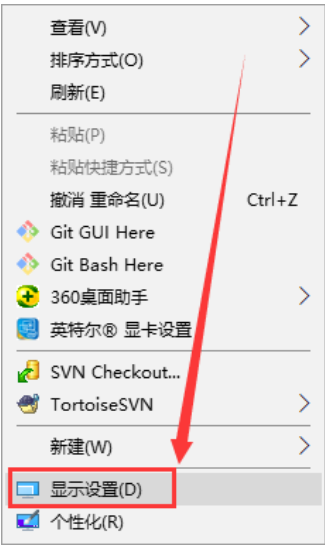 查看(V)
排序方式(O)
刷新(E)
粘贴(P)
粘贴快捷方式(S)
撤消 重命名(U) Ctrl+Z
Git GUI Here
Git Bash Here
360桌面助手
英特尔® 显卡设置
SVN Checkout...
TortoiseSVN
新建(W)
显示设置(D)
个性化(R)